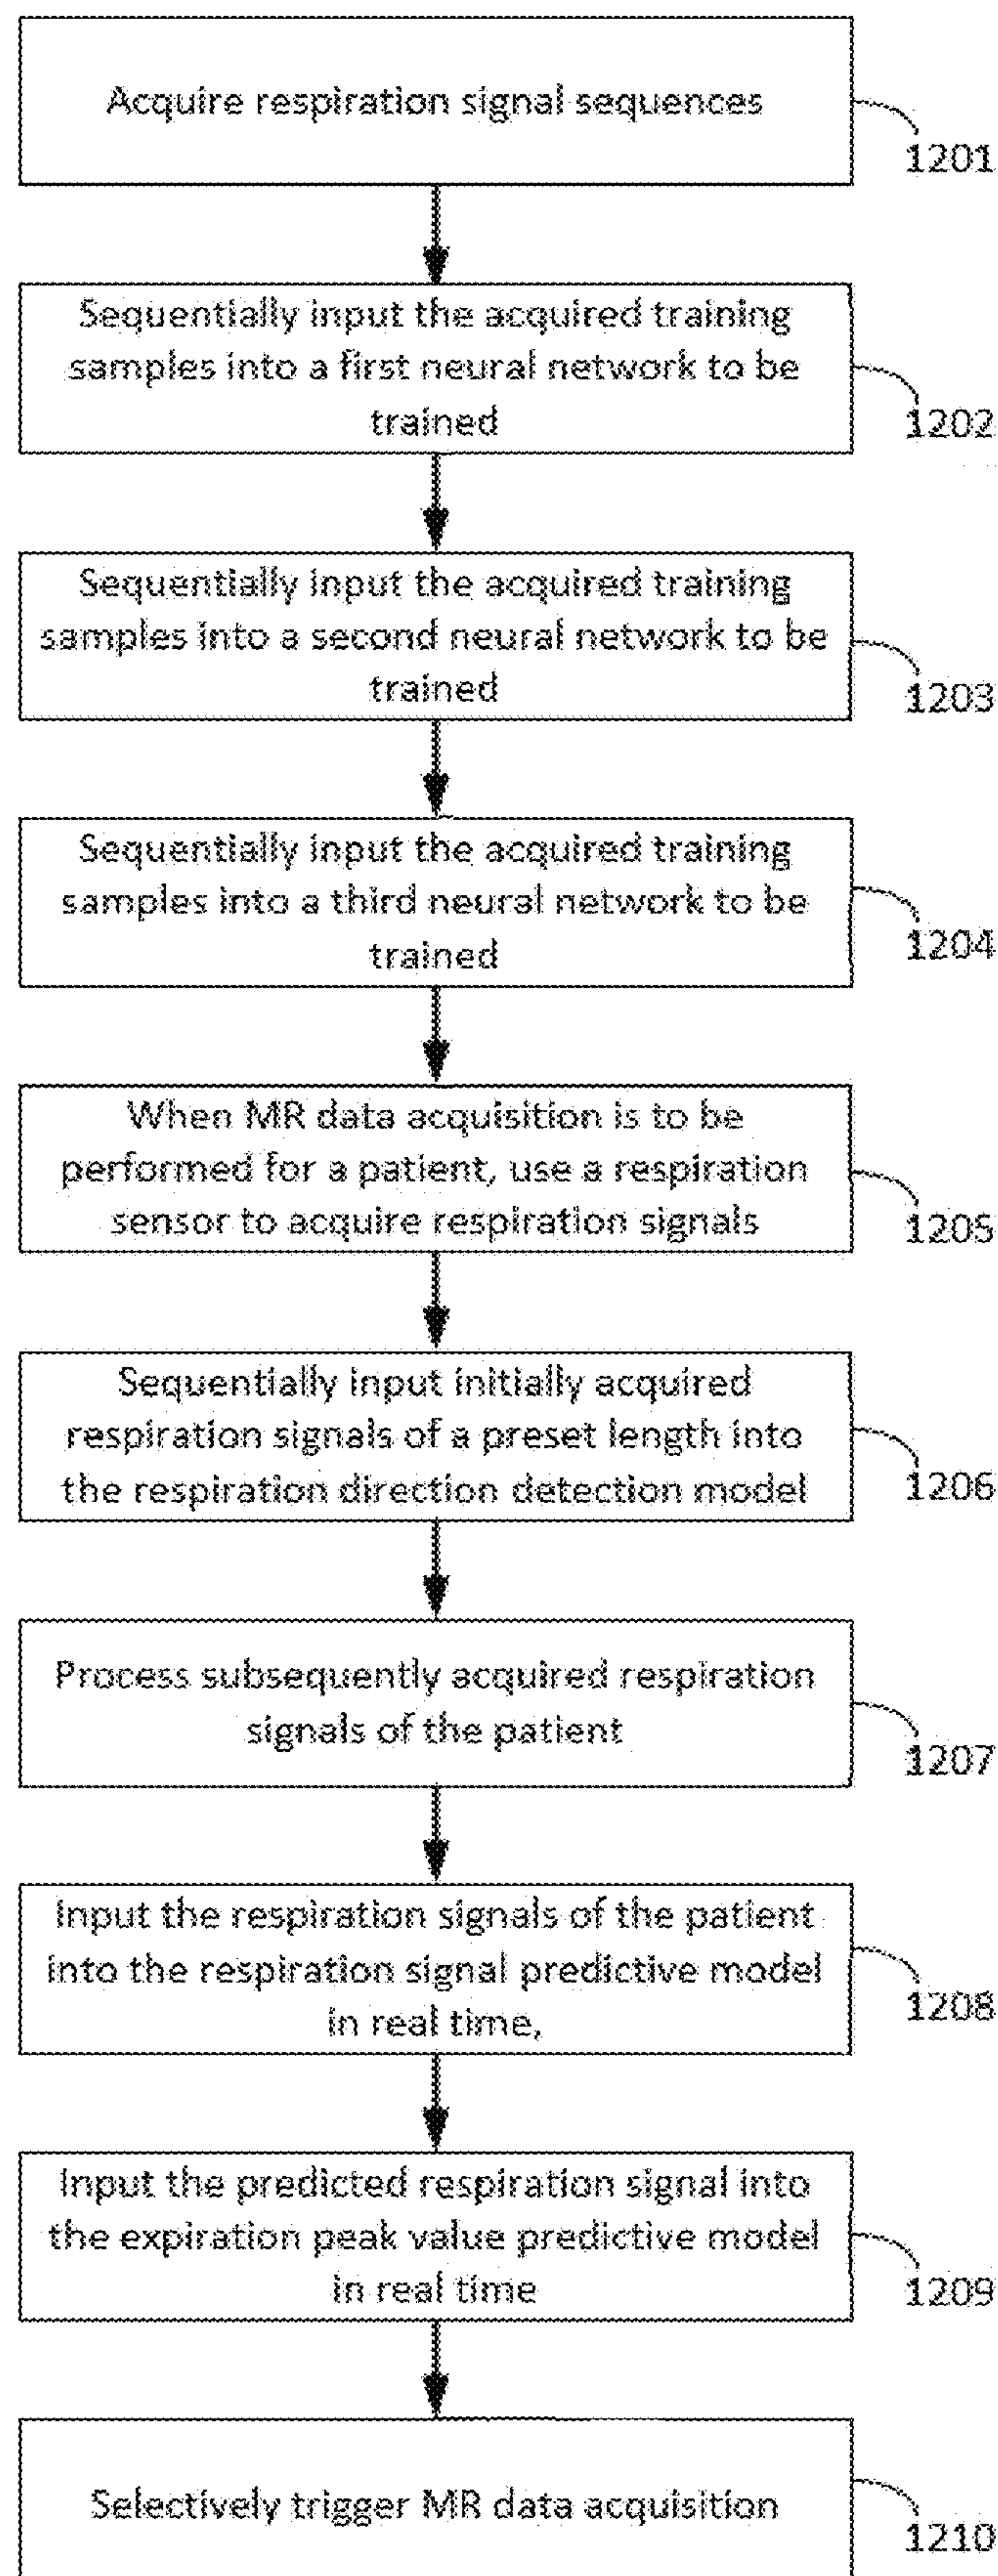 Acquire respiration signal sequences
1201
Sequentially input the acquired training
samples into a first neural network to be
trained
1202
Sequentially input the acquired training
samples into a second neural network to be
trained
1203
Sequentially input the acquired training
samples into a third neural network to be
trained
1204
When MR data acquisition is to be
performed for a patient, use a respiration
sensor to acquire respiration signals
1205
Sequentially input initially acquired
respiration signals of a preset length into
the respiration direction detection model
1206
Process subsequently acquired respiration
signals of the patient
1207
Input the respiration signals of the patient
into the respiration signal predictive model
in real time,
1208
Input the predicted respiration signal into
the expiration peak value predictive model
in real time
1209
Selectively trigger MR data acquisition
1210